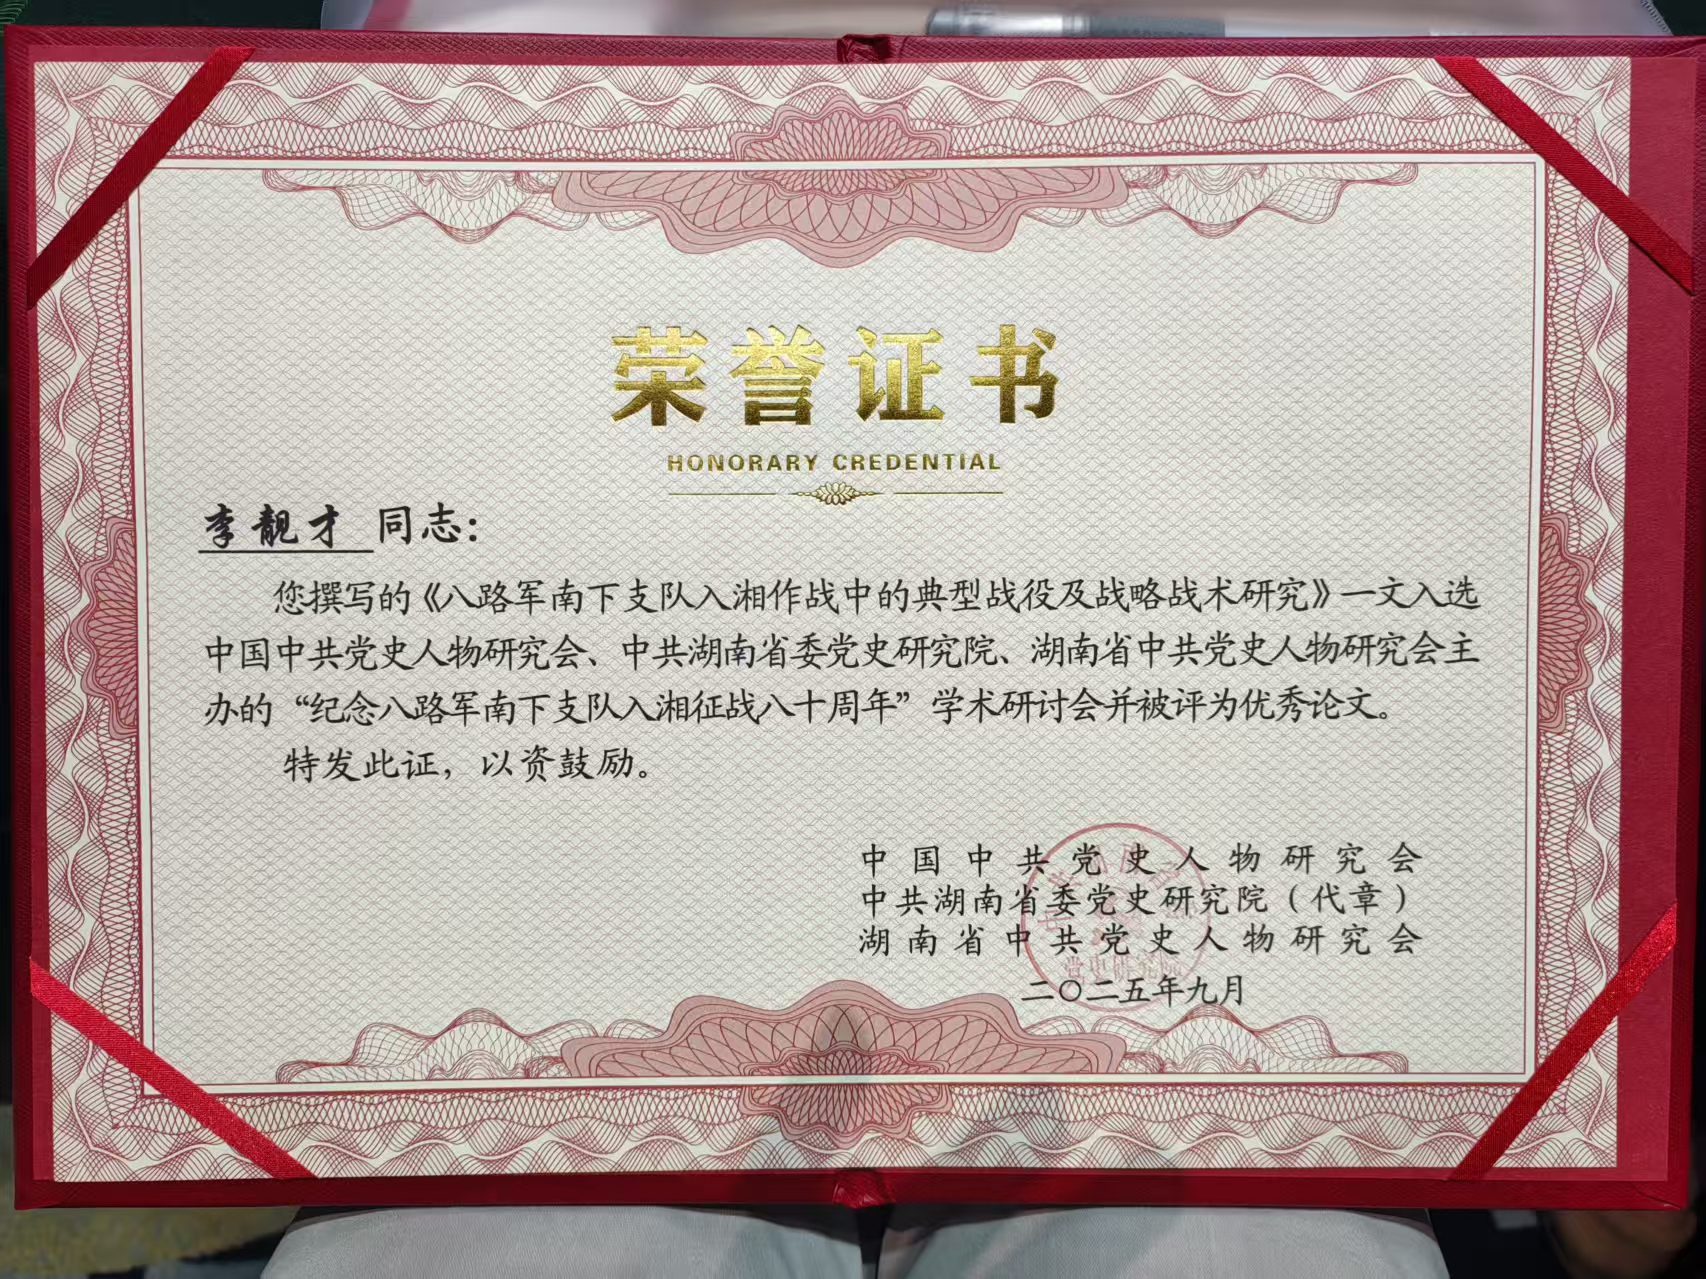 荣誉证书
HONORARY CREDENTIAL
李靓才 同志：
您撰写的《八路军南下支队入湘作战中的典型战役及战略战术研究》一文入选
中国中共党史人物研究会、中共湖南省委党史研究院、湖南省中共党史人物研究会主
办的“纪念八路军南下支队入湘征战八十周年”学术研讨会并被评为优秀论文。
特发此证，以资鼓励。
中国中共党史人物研究会
中共湖南省委党史研究院（代章）
湖南省中共党史人物研究会
党史研究院
二〇二五年九月